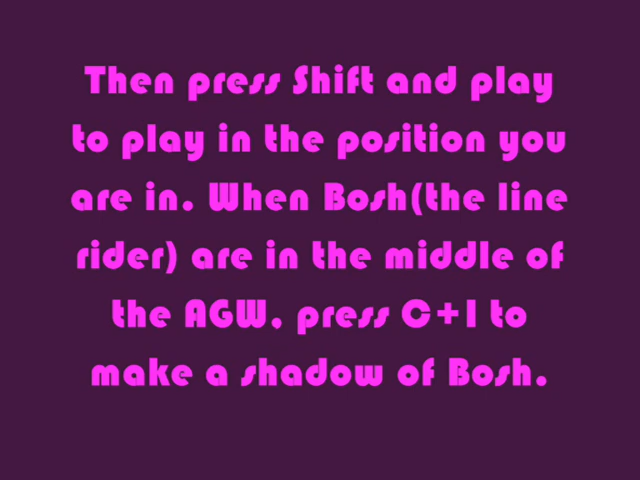 Then press Shift and play
to play in the position you
are in. When Bosh(the line
rider) are in the middle of
the AGW, press C+I to
make a shadow of Bosh.